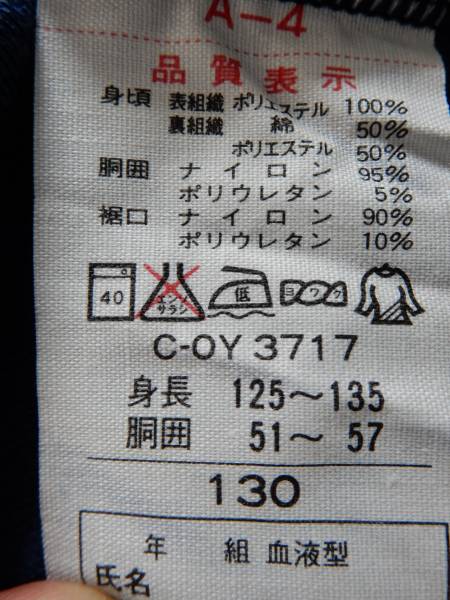 A-4
品質表示
身頃 表組織 ポリエステル 100%
裏組織 綿 50%
ポリエステル 50%
胴囲 ナイロン 95%
ポリウレタン 5%
裾口 ナイロン 90%
ポリウレタン 10%
40 エンソサラシ 低 ヨワク
C-OY 3717
身長 125～135
胴囲 51～ 57
130
年 組 血液型
氏名